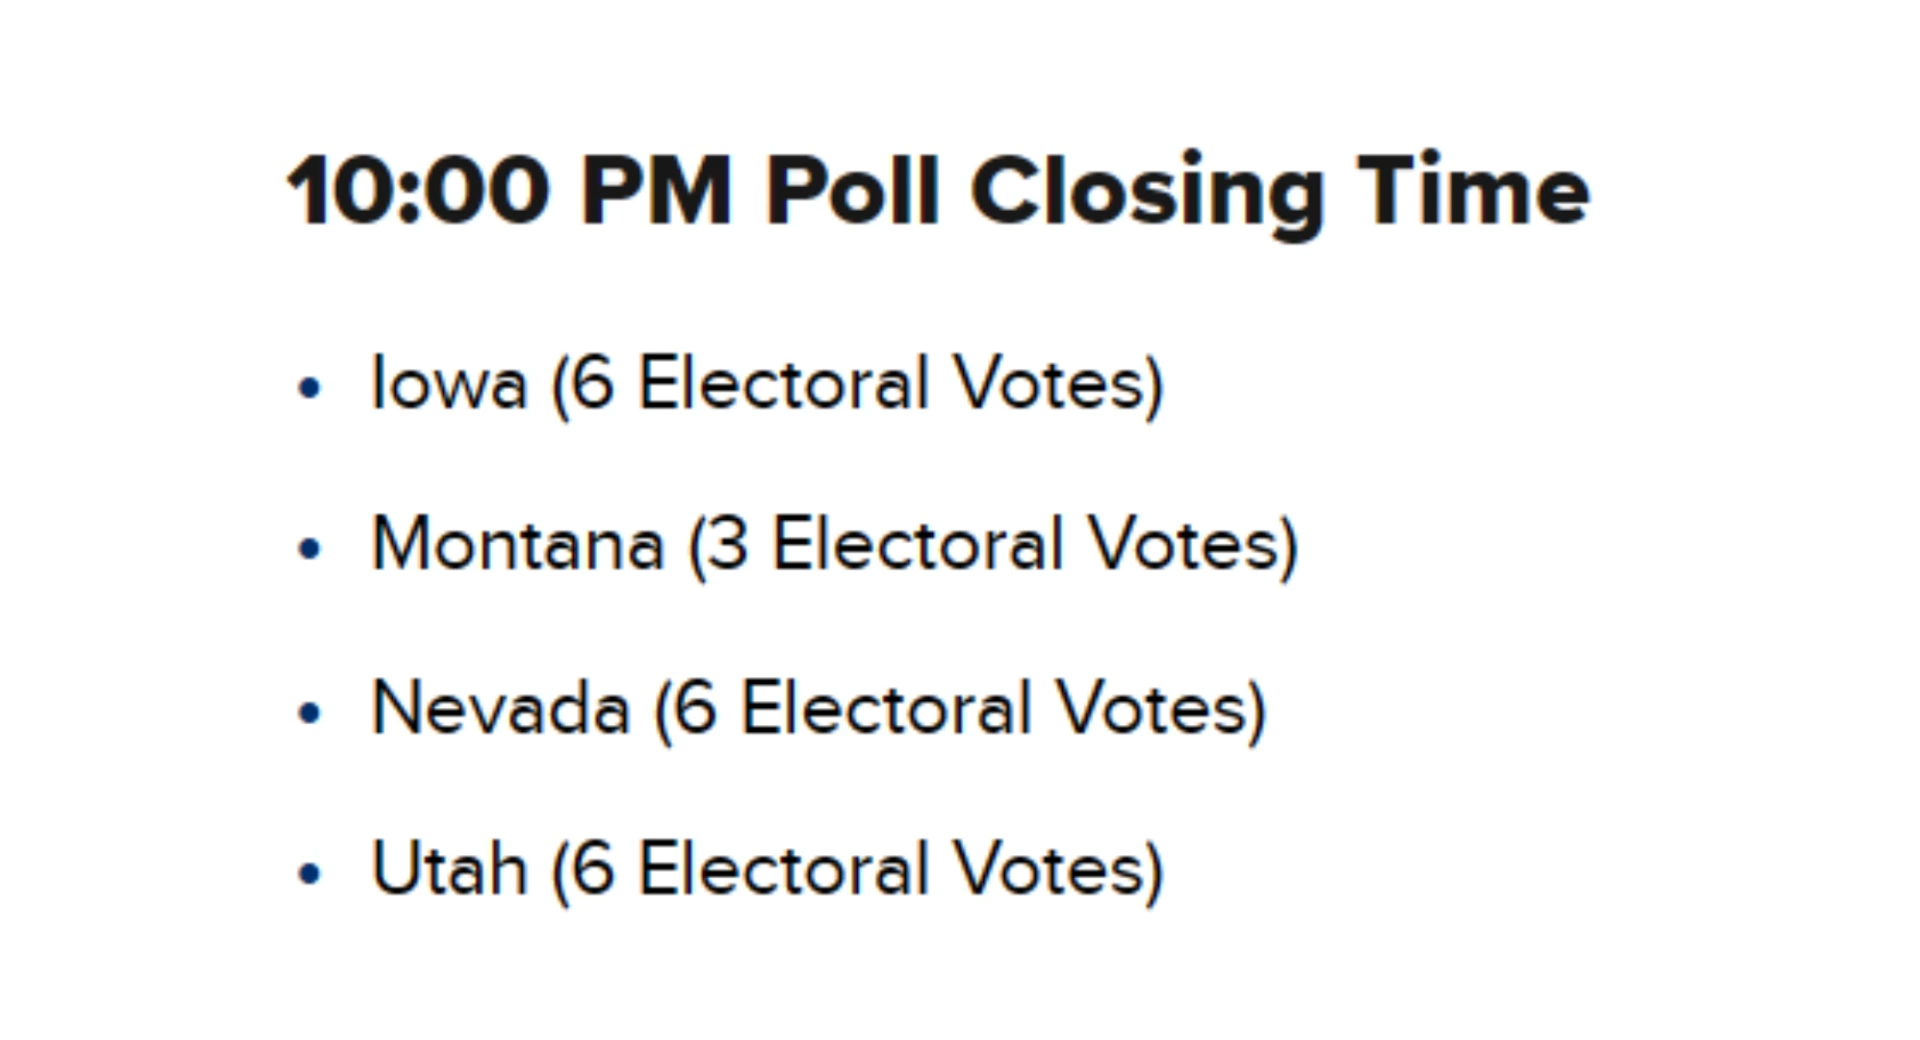 10:00 PM Poll Closing Time
• Iowa (6 Electoral Votes)
• Montana (3 Electoral Votes)
• Nevada (6 Electoral Votes)
• Utah (6 Electoral Votes)